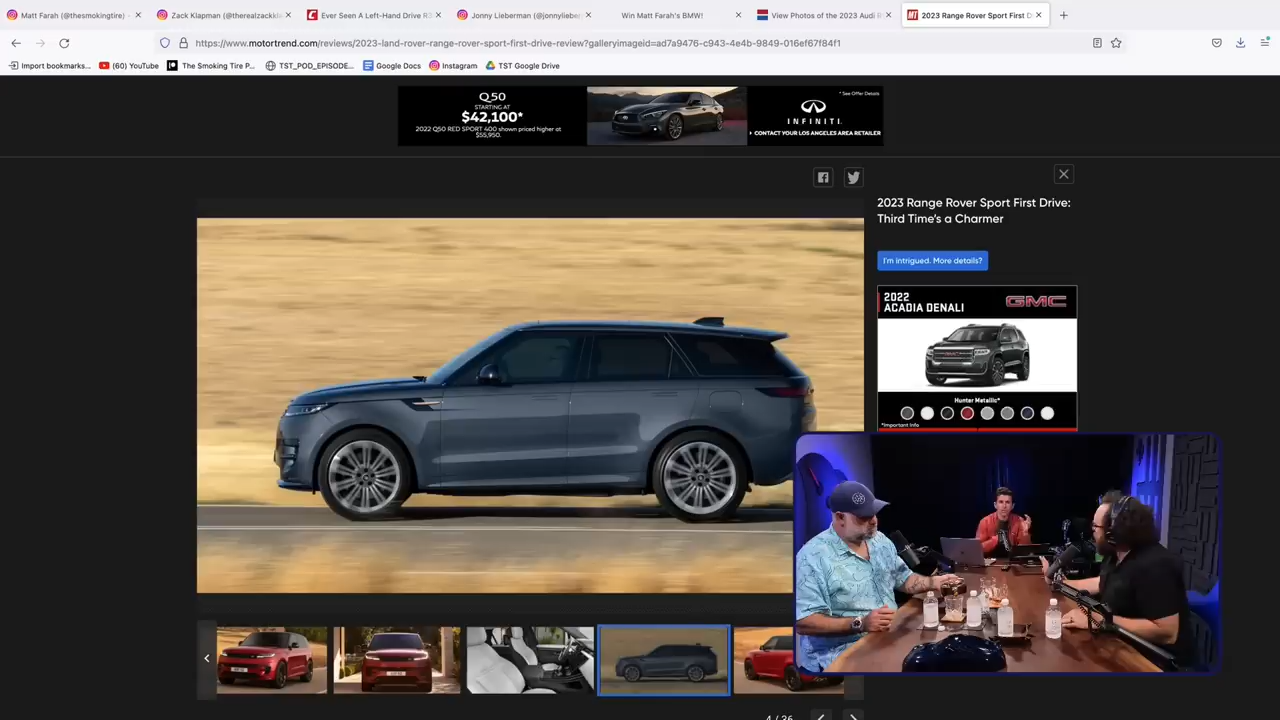 Matt Farah (@thesmokingtire) •
Zack Klapman (@therealzackkl
Ever Seen A Left-Hand Drive R3
Jonny Lieberman (@jonnylieber
Win Matt Farah's BMW!
View Photos of the 2023 Audi R
2023 Range Rover Sport First D
https://www.motortrend.com/reviews/2023-land-rover-range-rover-sport-first-drive-review?galleryimageid=ad7a9476-c943-4e4b-9849-016ef67f84f1
Import bookmarks...
(60) YouTube
The Smoking Tire P...
TST_POD_EPISODE...
Google Docs
Instagram
TST Google Drive
Q50
STARTING AT
$42,100*
2022 Q50 RED SPORT 400 shown priced higher at
$55,950.
* See Offer Details
INFINITI.
CONTACT YOUR LOS ANGELES AREA RETAILER
2023 Range Rover Sport First Drive:
Third Time's a Charmer
I'm intrigued. More details?
2022
ACADIA DENALI
GMC
Hunter Metallic*
*Important Info
4 / 26